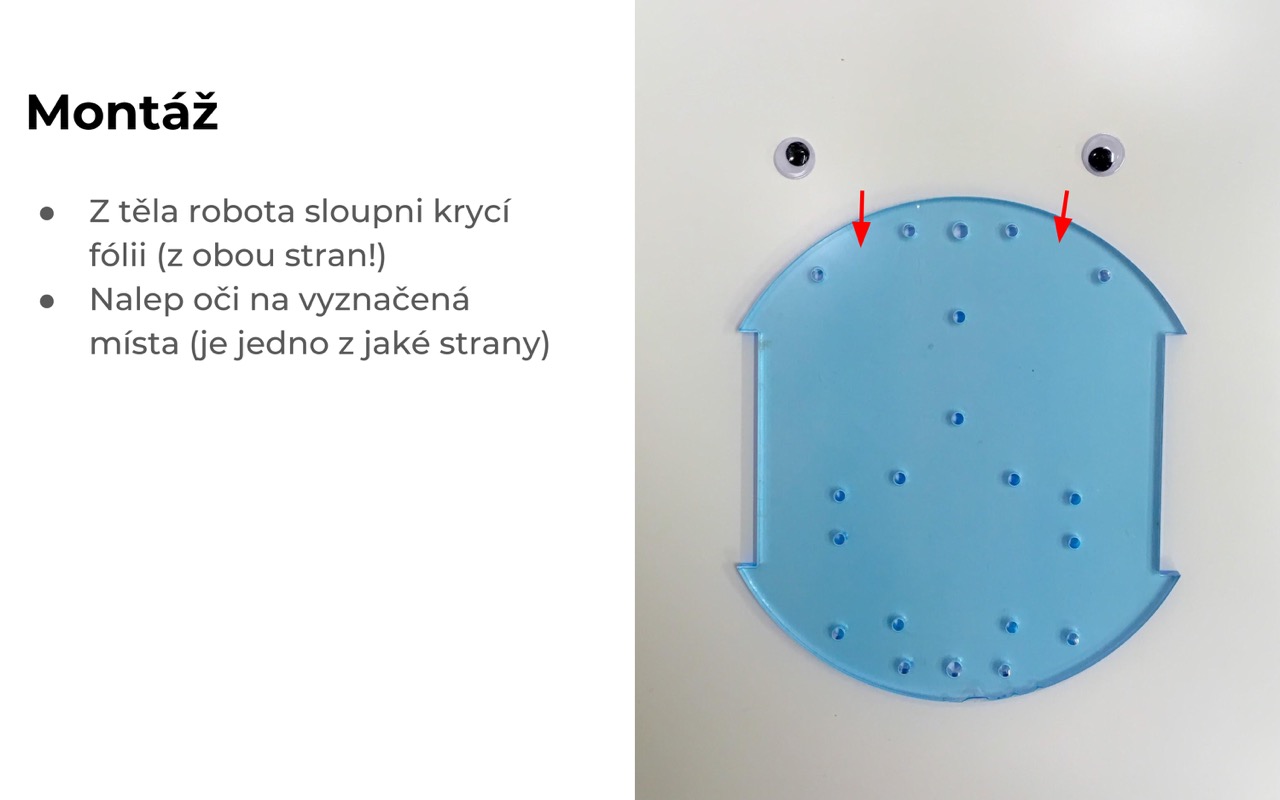 Montáž
● Z těla robota sloupni krycí
fólii (z obou stran!)
● Nalep oči na vyznačená
místa (je jedno z jaké strany)